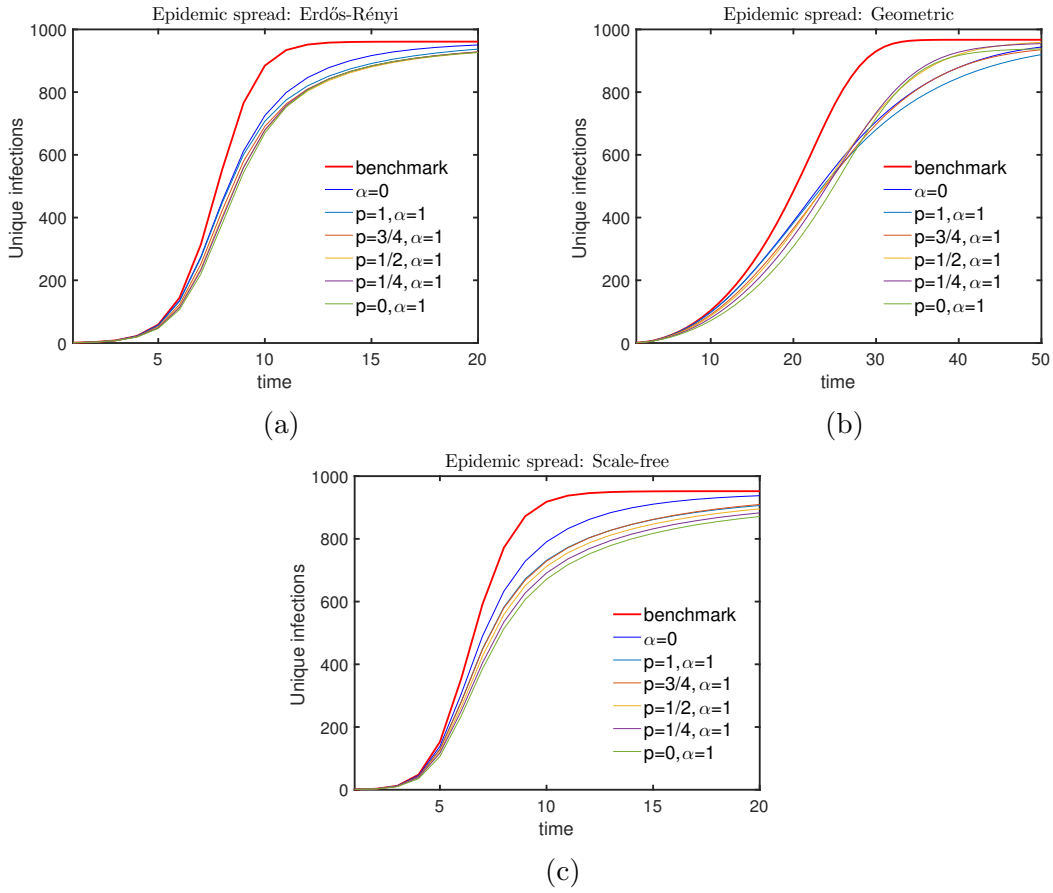 Epidemic spread: Erdős-Rényi
1000
800
600
400
200
0
Unique infections
benchmark
α=0
p=1,α=1
p=3/4,α=1
p=1/2,α=1
p=1/4,α=1
p=0,α=1
5
10
15
20
time
(a)
Epidemic spread: Geometric
1000
800
600
400
200
0
Unique infections
benchmark
α=0
p=1,α=1
p=3/4,α=1
p=1/2,α=1
p=1/4,α=1
p=0,α=1
10
20
30
40
50
time
(b)
Epidemic spread: Scale-free
1000
800
600
400
200
0
Unique infections
benchmark
α=0
p=1,α=1
p=3/4,α=1
p=1/2,α=1
p=1/4,α=1
p=0,α=1
5
10
15
20
time
(c)